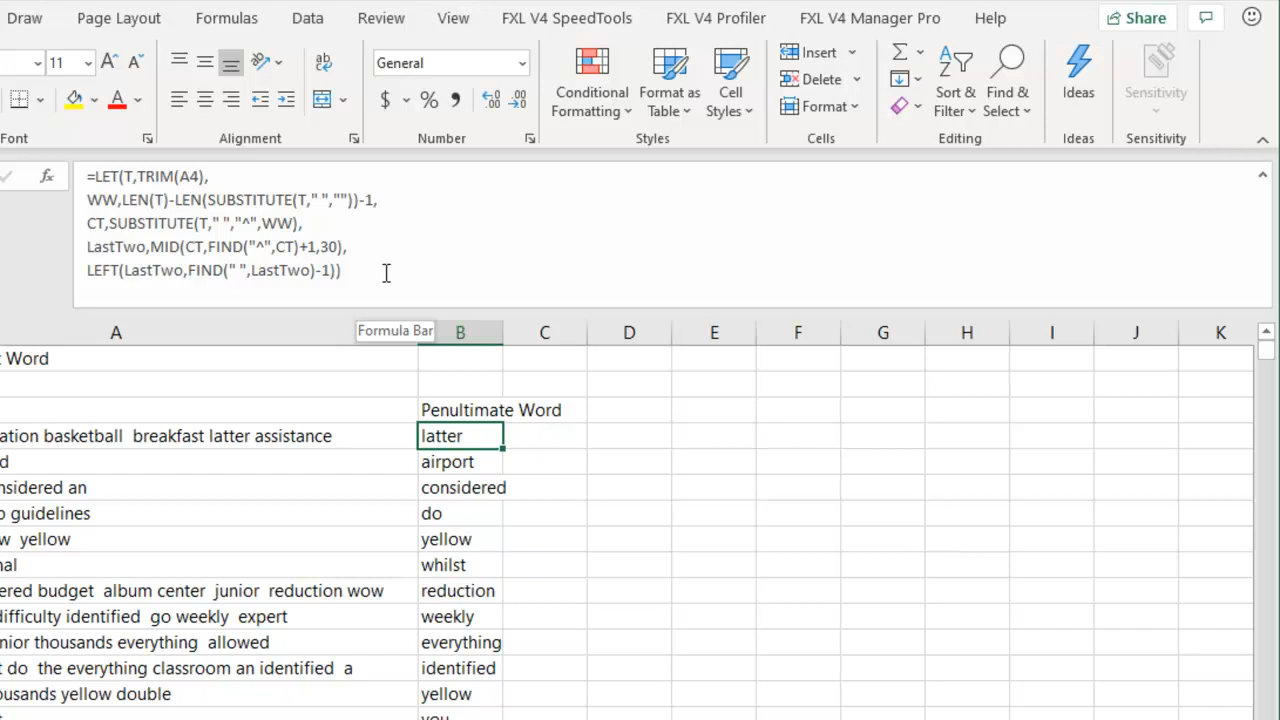 Draw Page Layout Formulas Data Review View FXL V4 SpeedTools FXL V4 Profiler FXL V4 Manager Pro Help Share
11 A^ A˅ ab General Insert
$ % , Conditional Formatting Format as Table Cell Styles Delete Sort & Filter Find & Select Ideas Sensitivity
Format
Font Alignment Number Styles Cells Editing Ideas Sensitivity
fx =LET(T,TRIM(A4),
WW,LEN(T)-LEN(SUBSTITUTE(T," ",""))-1,
CT,SUBSTITUTE(T," ","^",WW),
LastTwo,MID(CT,FIND("^",CT)+1,30),
LEFT(LastTwo,FIND(" ",LastTwo)-1))
Formula Bar
A B C D E F G H I J K
Word
Penultimate Word
ation basketball  breakfast latter assistance latter
d airport
nsidered an considered
o guidelines do
w  yellow yellow
nal whilst
ered budget  album center  junior  reduction wow reduction
difficulty identified  go weekly  expert weekly
nior thousands everything  allowed everything
t do  the everything classroom an identified  a identified
ousands yellow double yellow
you